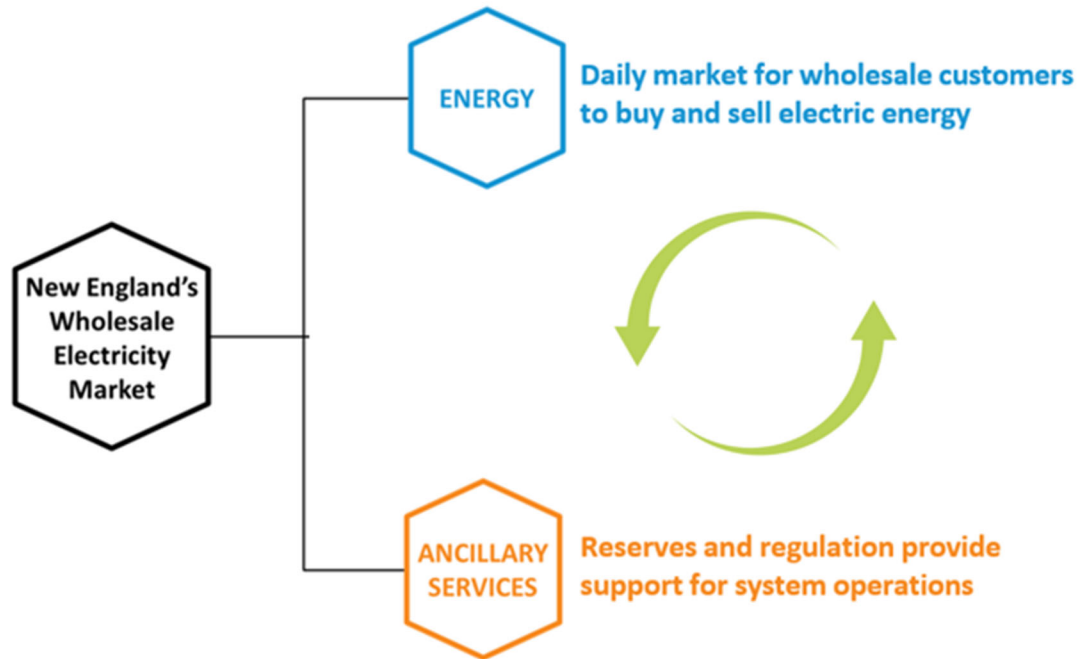 ENERGY
Daily market for wholesale customers
to buy and sell electric energy
New England’s
Wholesale
Electricity
Market
ANCILLARY
SERVICES
Reserves and regulation provide
support for system operations